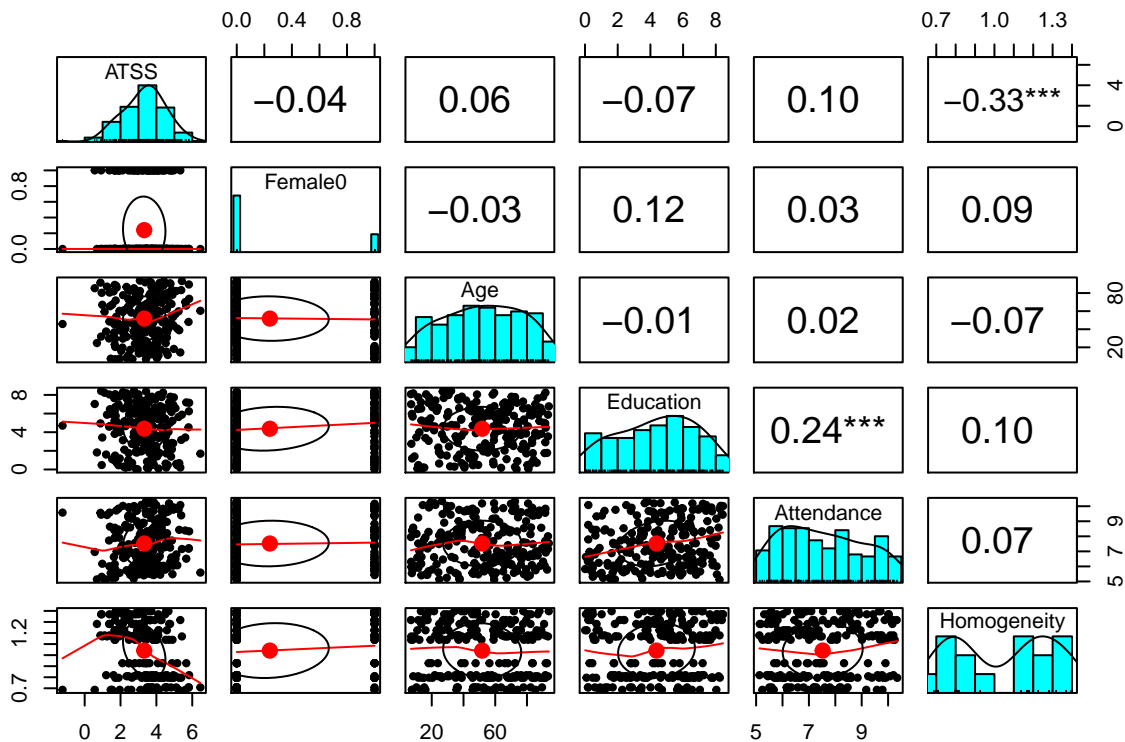 0.0 0.4 0.8 0 2 4 6 8 0.7 1.0 1.3
ATSS −0.04 0.06 −0.07 0.10 −0.33*** 0 4
0.0 0.8 Female0 −0.03 0.12 0.03 0.09
Age −0.01 0.02 −0.07 20 80
0 4 8 Education 0.24*** 0.10
Attendance 0.07 5 7 9
0.7 1.2 Homogeneity
0 2 4 6 20 60 5 7 9